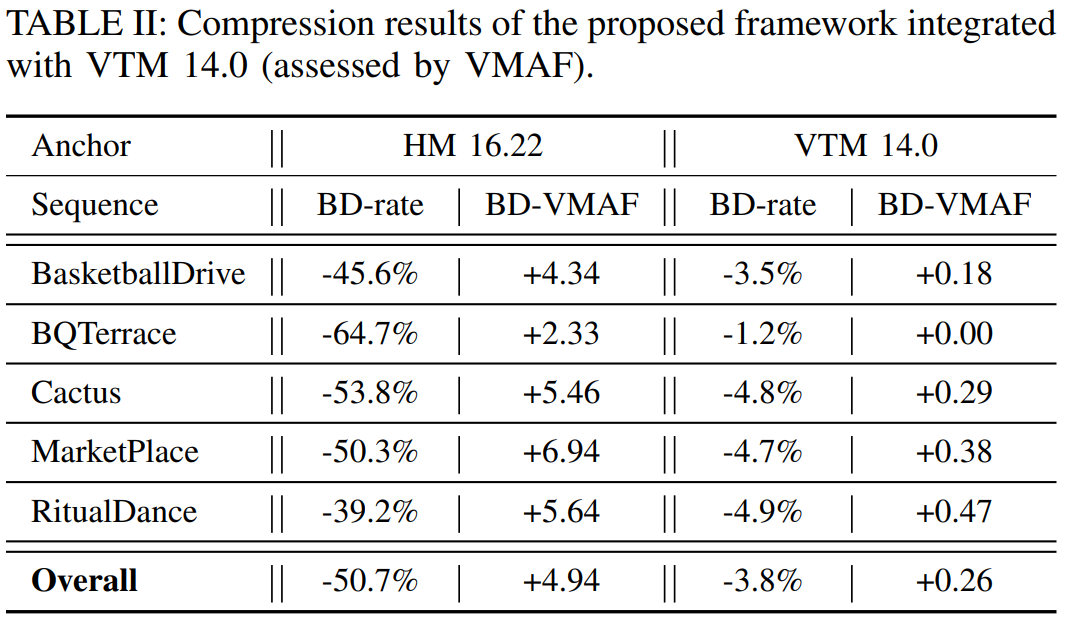 TABLE II: Compression results of the proposed framework integrated
with VTM 14.0 (assessed by VMAF).
Anchor HM 16.22 VTM 14.0
Sequence BD-rate BD-VMAF BD-rate BD-VMAF
BasketballDrive -45.6% +4.34 -3.5% +0.18
BQTerrace -64.7% +2.33 -1.2% +0.00
Cactus -53.8% +5.46 -4.8% +0.29
MarketPlace -50.3% +6.94 -4.7% +0.38
RitualDance -39.2% +5.64 -4.9% +0.47
Overall -50.7% +4.94 -3.8% +0.26